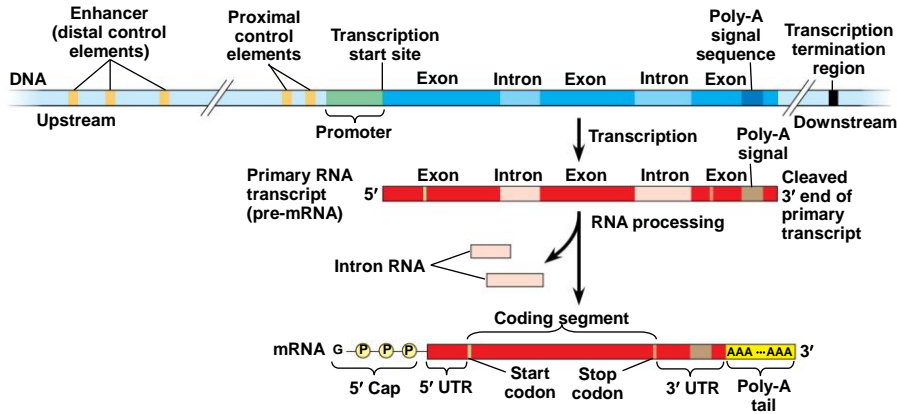 Enhancer
(distal control
elements)
Proximal
control
elements
Transcription
start site
Poly-A
signal
sequence
Transcription
termination
region
DNA
Exon
Intron
Exon
Intron
Exon
Upstream
Promoter
Downstream
Transcription
Poly-A
signal
Primary RNA
transcript
(pre-mRNA)
5′
Exon
Intron
Exon
Intron
Exon
Cleaved
3′ end of
primary
transcript
RNA processing
Intron RNA
Coding segment
mRNA
G
P
P
P
AAA ··· AAA
3′
5′ Cap
5′ UTR
Start
codon
Stop
codon
3′ UTR
Poly-A
tail